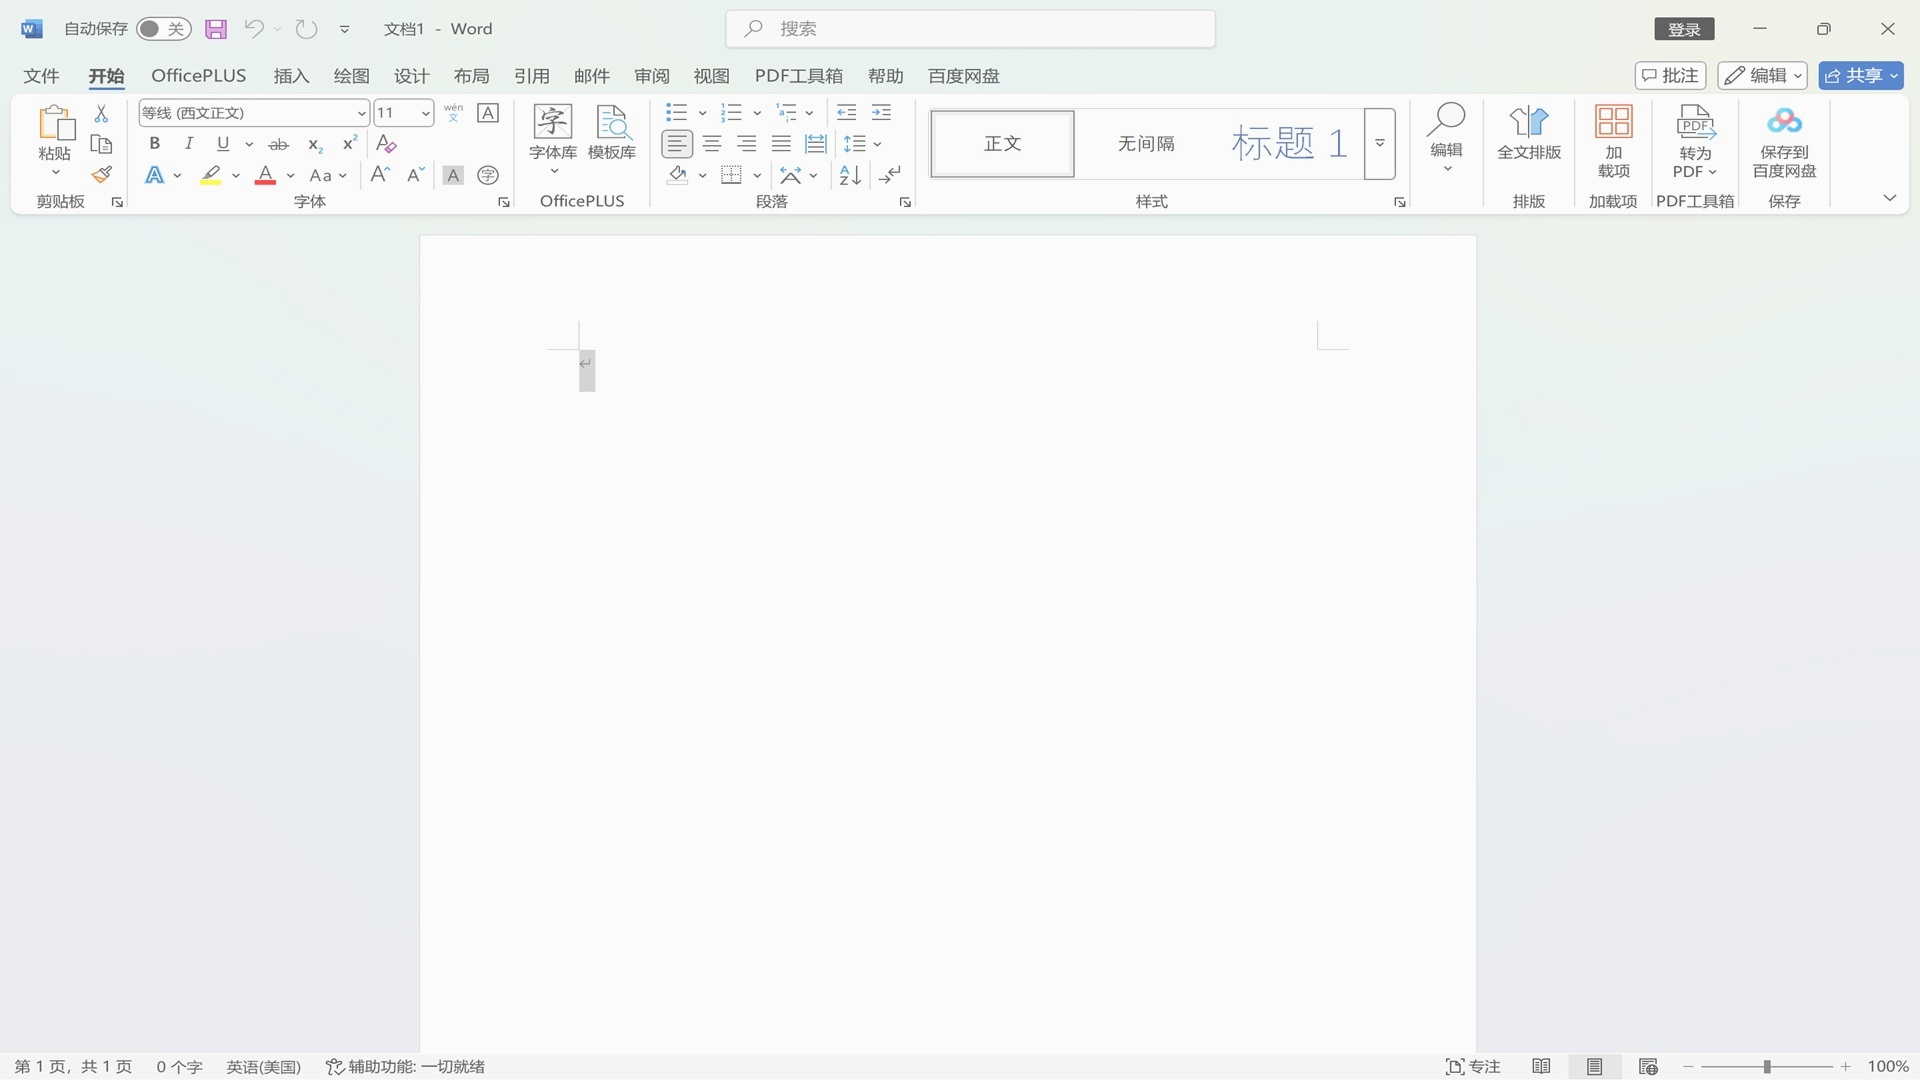 自动保存 关 文档1 - Word 搜索 登录
文件 开始 OfficePLUS 插入 绘图 设计 布局 引用 邮件 审阅 视图 PDF工具箱 帮助 百度网盘 批注 编辑 共享
粘贴
剪贴板
等线 (西文正文) 11 wén 文 A
B I U ab x₂ x² A
A A Aa A A A 字
字体
字 字体库 模板库
OfficePLUS
段落
正文 无间隔 标题 1
样式
编辑
全文排版
排版
加
载项
加载项
PDF
转为
PDF
PDF工具箱
保存到
百度网盘
保存
第 1 页，共 1 页 0 个字 英语(美国) 辅助功能: 一切就绪 专注 100%